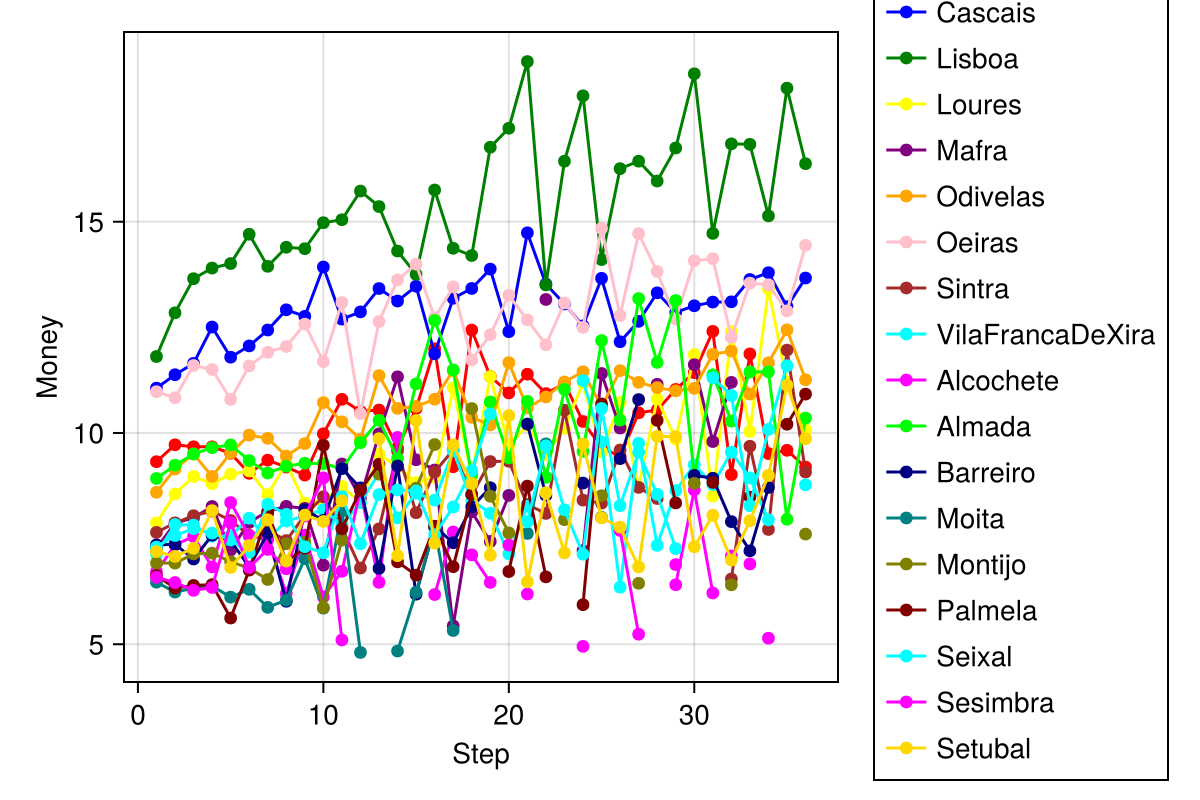 Cascais
Lisboa
Loures
Mafra
Odivelas
Oeiras
Sintra
VilaFrancaDeXira
Alcochete
Almada
Barreiro
Moita
Montijo
Palmela
Seixal
Sesimbra
Setubal
Money
15
10
5
0 10 20 30
Step